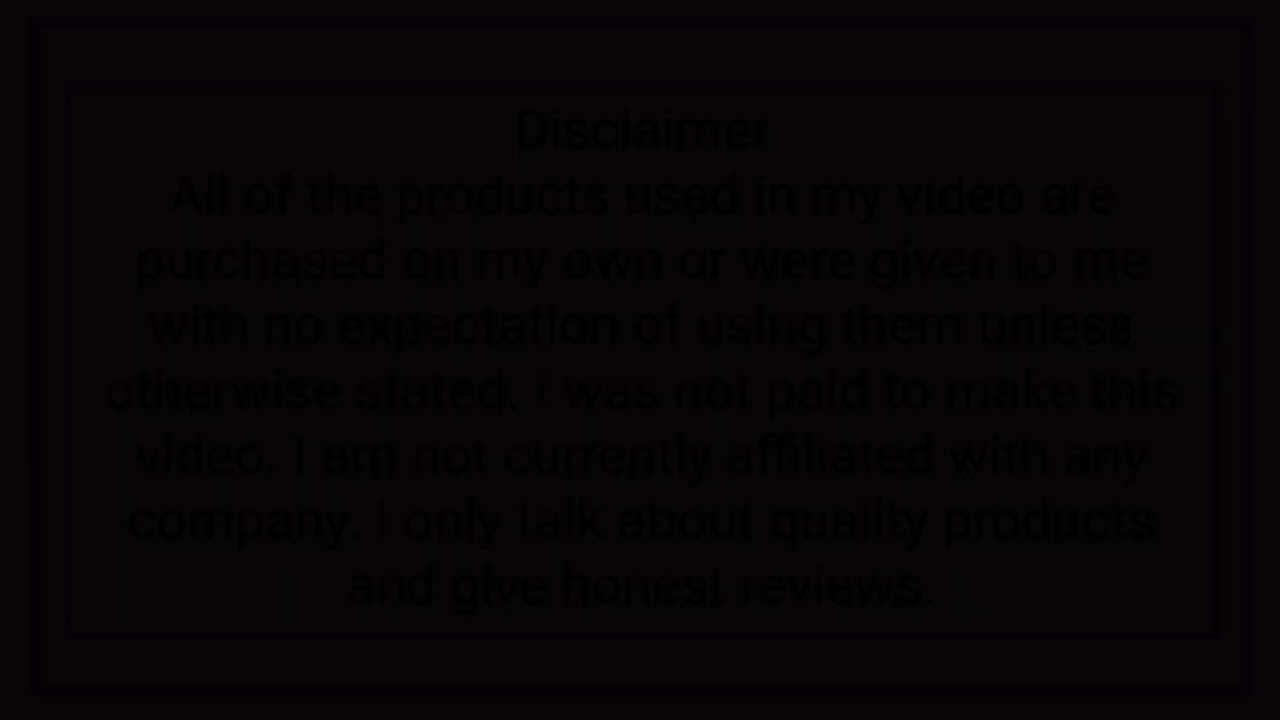 Disclaimer
All of the products used in my video are
purchased on my own or were given to me
with no expectation of using them unless
otherwise stated. I was not paid to make this
video. I am not currently affiliated with any
company. I only talk about quality products
and give honest reviews.